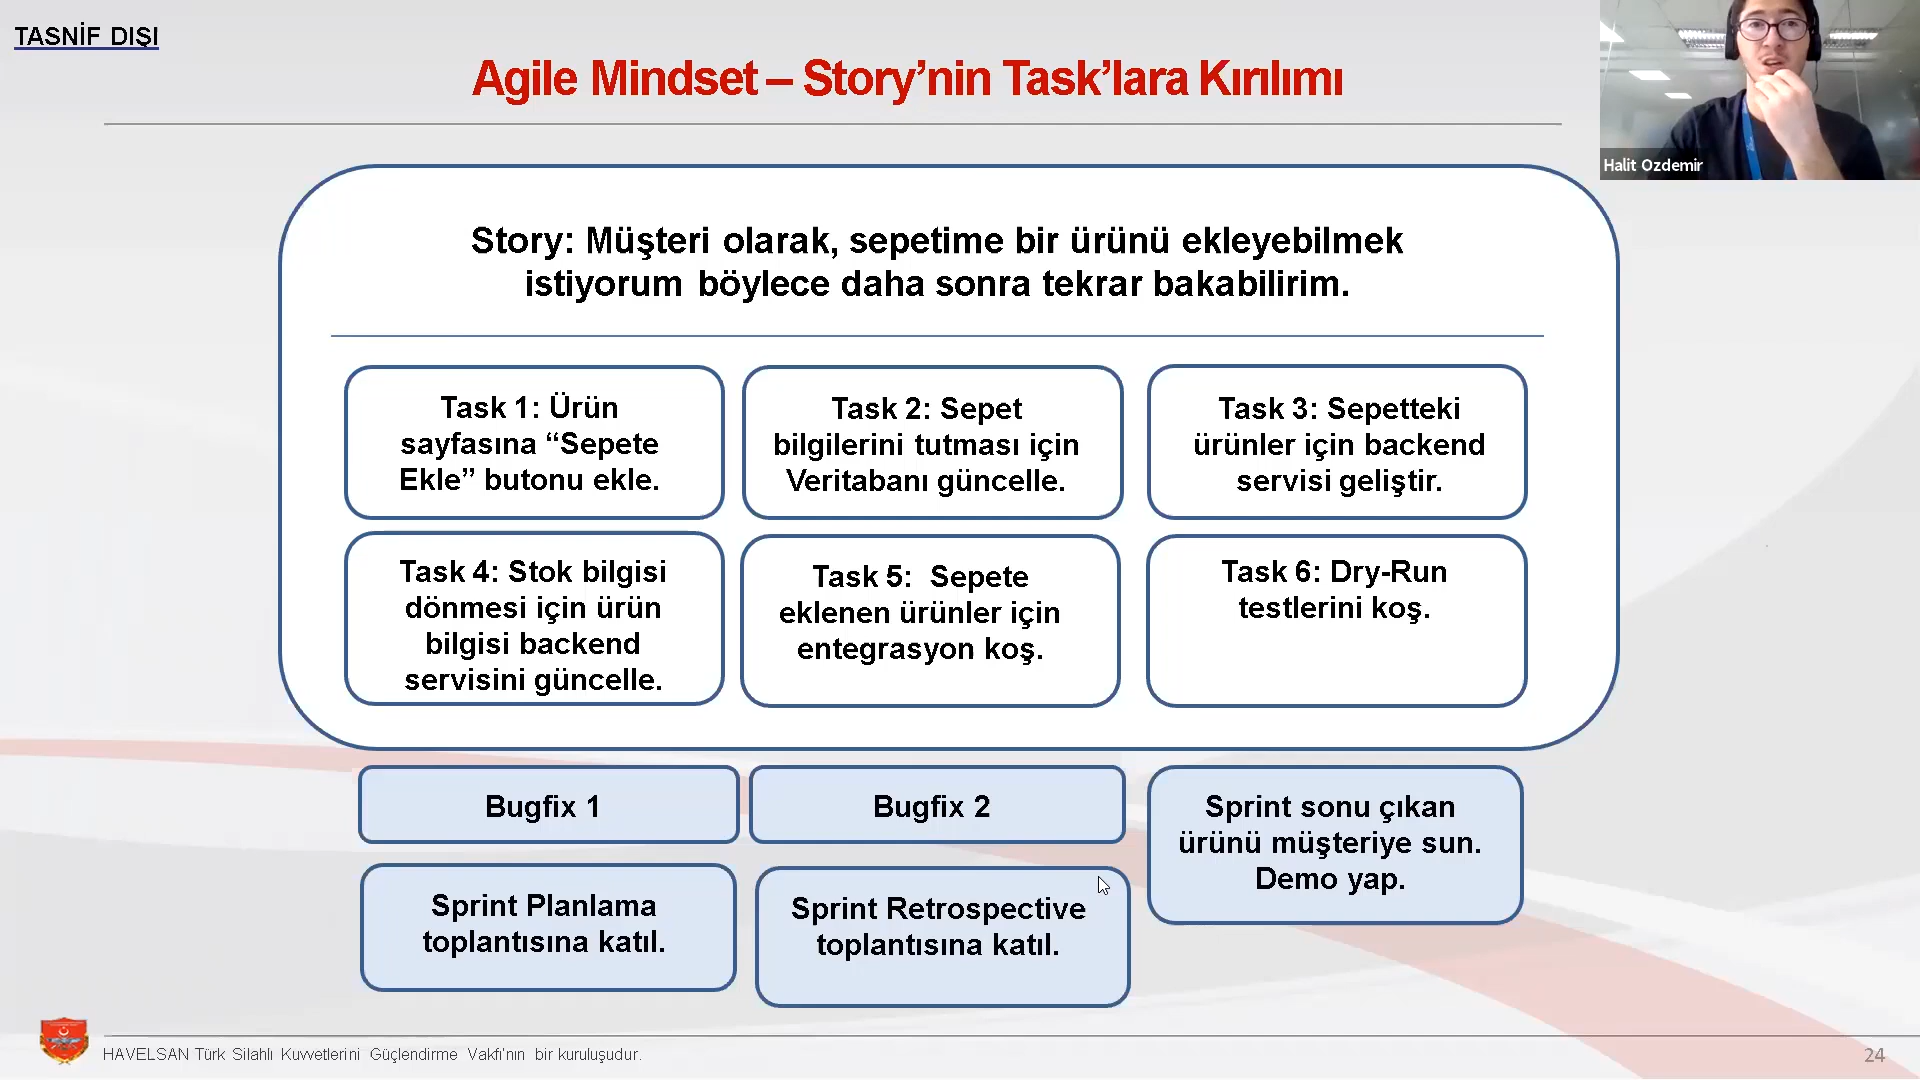 TASNİF DIŞI
Agile Mindset – Story’nin Task’lara Kırılımı
Halit Ozdemir
Story: Müşteri olarak, sepetime bir ürünü ekleyebilmek
istiyorum böylece daha sonra tekrar bakabilirim.
Task 1: Ürün
sayfasına “Sepete
Ekle” butonu ekle.
Task 2: Sepet
bilgilerini tutması için
Veritabanı güncelle.
Task 3: Sepetteki
ürünler için backend
servisi geliştir.
Task 4: Stok bilgisi
dönmesi için ürün
bilgisi backend
servisini güncelle.
Task 5: Sepete
eklenen ürünler için
entegrasyon koş.
Task 6: Dry-Run
testlerini koş.
Bugfix 1
Bugfix 2
Sprint sonu çıkan
ürünü müşteriye sun.
Demo yap.
Sprint Planlama
toplantısına katıl.
Sprint Retrospective
toplantısına katıl.
HAVELSAN Türk Silahlı Kuvvetlerini Güçlendirme Vakfı’nın bir kuruluşudur.
24